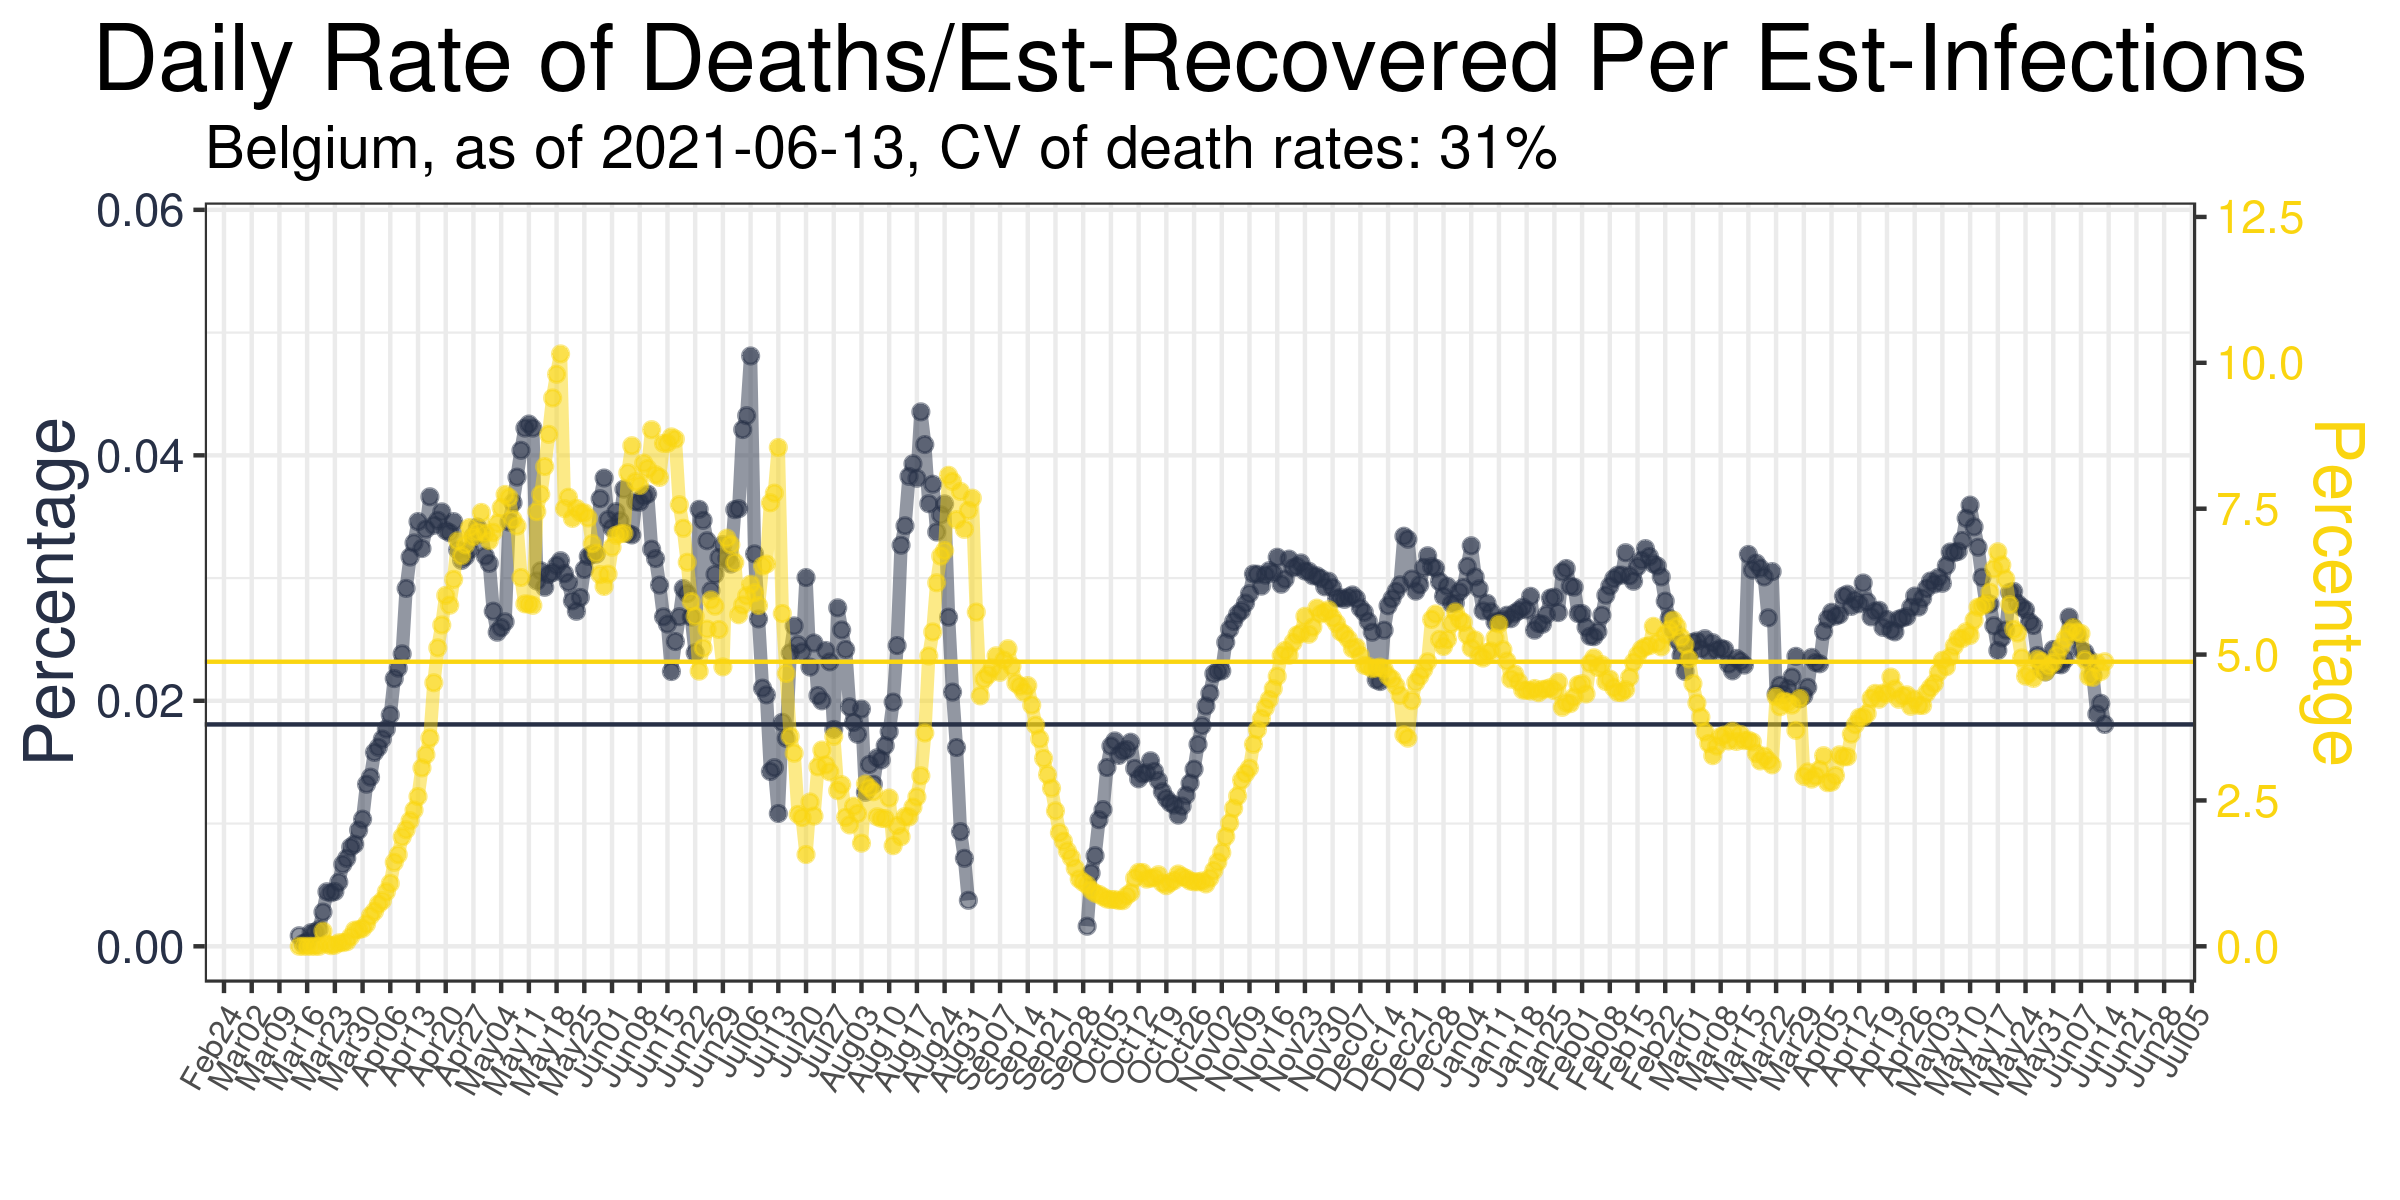 Daily Rate of Deaths/Est-Recovered Per Est-Infections
Belgium, as of 2021-06-13, CV of death rates: 31%
Percentage
0.06
0.04
0.02
0.00
12.5
10.0
7.5
5.0
2.5
0.0
Percentage
Feb24
Mar02
Mar09
Mar16
Mar23
Mar30
Apr06
Apr13
Apr20
Apr27
May04
May11
May18
May25
Jun01
Jun08
Jun15
Jun22
Jun29
Jul06
Jul13
Jul20
Jul27
Aug03
Aug10
Aug17
Aug24
Aug31
Sep07
Sep14
Sep21
Sep28
Oct05
Oct12
Oct19
Oct26
Nov02
Nov09
Nov16
Nov23
Nov30
Dec07
Dec14
Dec21
Dec28
Jan04
Jan11
Jan18
Jan25
Feb01
Feb08
Feb15
Feb22
Mar01
Mar08
Mar15
Mar22
Mar29
Apr05
Apr12
Apr19
Apr26
May03
May10
May17
May24
May31
Jun07
Jun14
Jun21
Jun28
Jul05